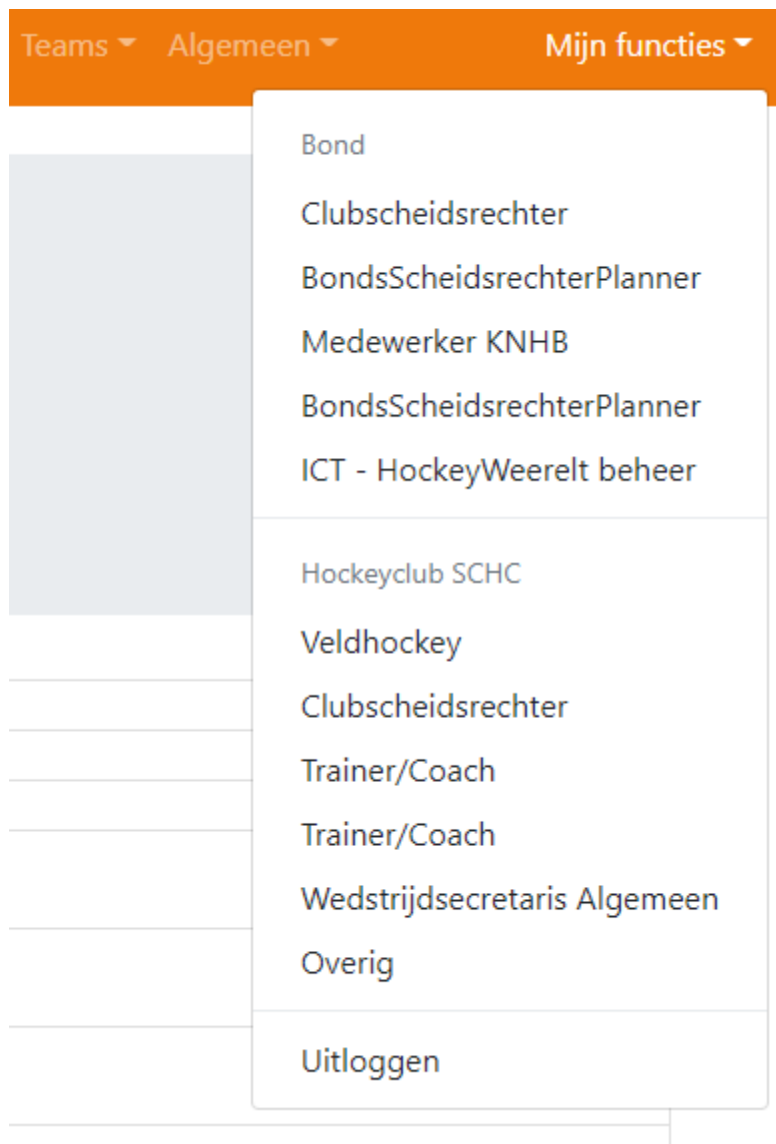 Teams Algemeen Mijn functies
Bond
Clubscheidsrechter
BondsScheidsrechterPlanner
Medewerker KNHB
BondsScheidsrechterPlanner
ICT - HockeyWeerelt beheer
Hockeyclub SCHC
Veldhockey
Clubscheidsrechter
Trainer/Coach
Trainer/Coach
Wedstrijdsecretaris Algemeen
Overig
Uitloggen